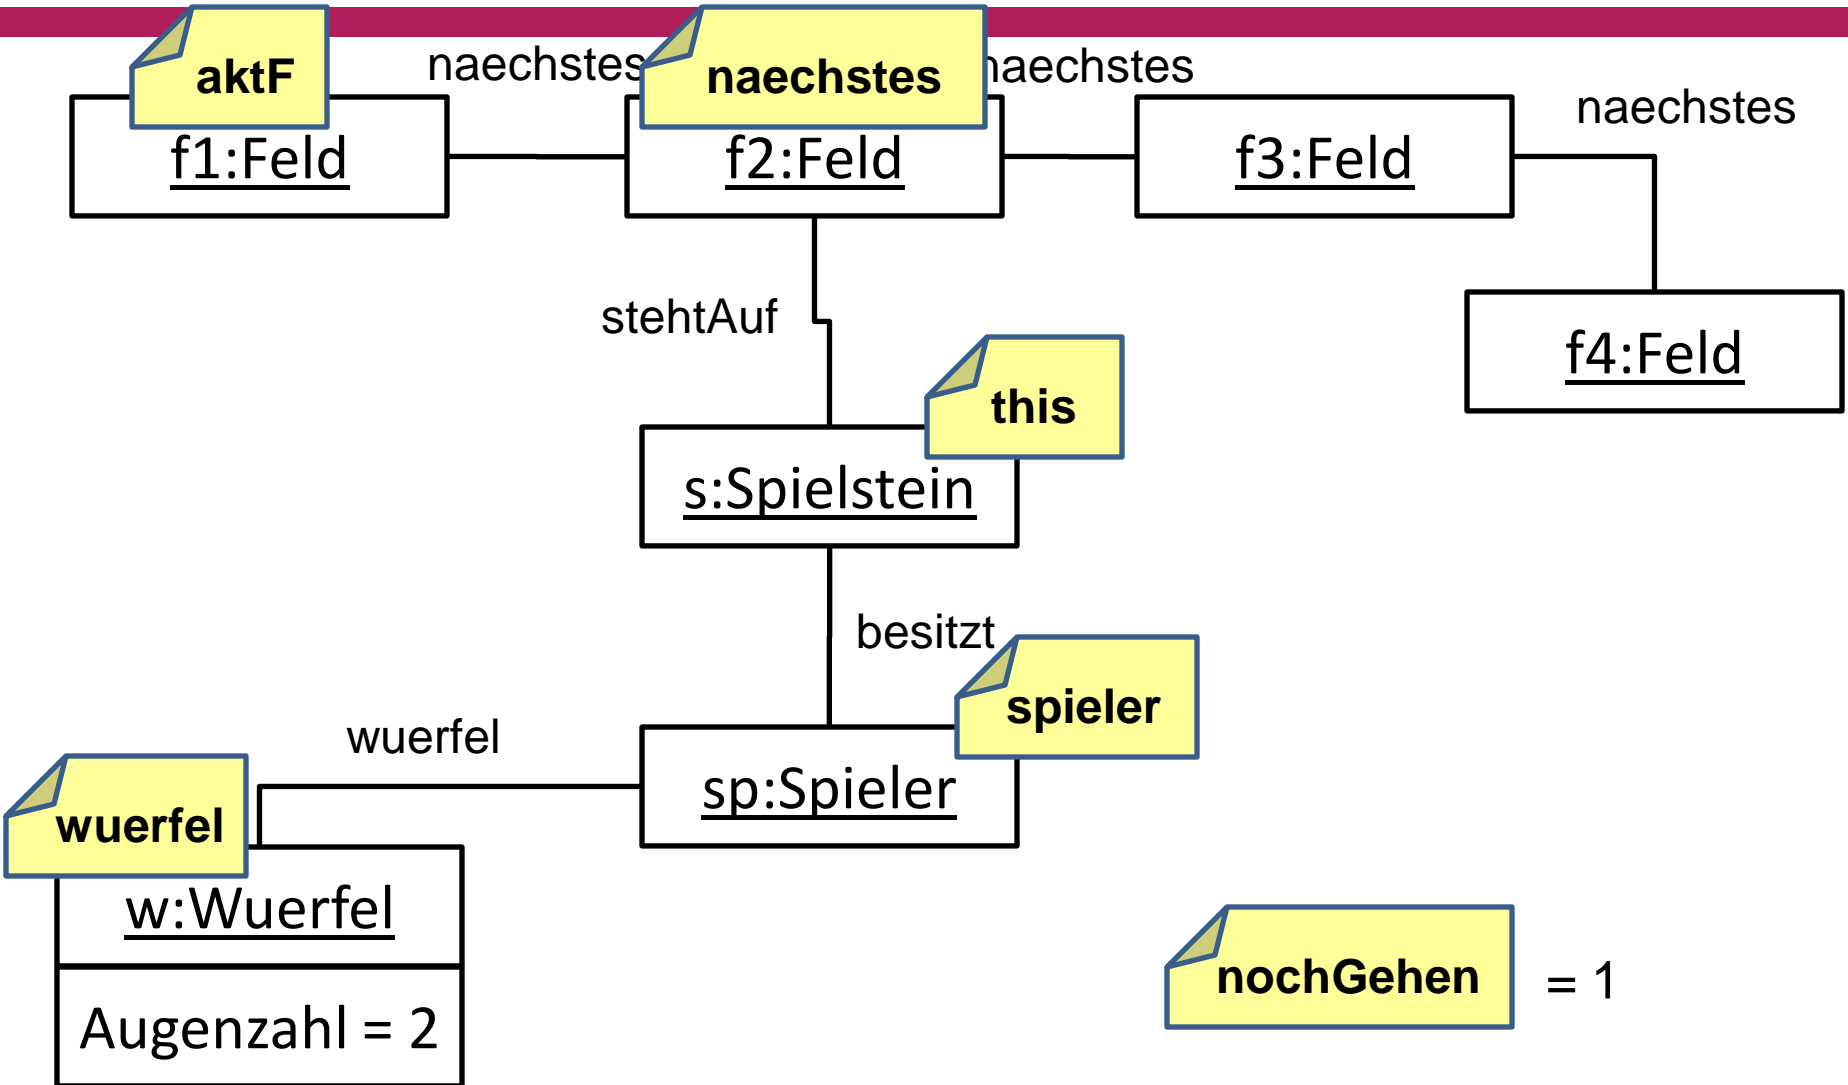 aktF
naechstes
naechstes
naechstes
naechstes
f1:Feld
f2:Feld
f3:Feld
stehtAuf
f4:Feld
this
s:Spielstein
besitzt
spieler
wuerfel
sp:Spieler
wuerfel
w:Wuerfel
nochGehen = 1
Augenzahl = 2